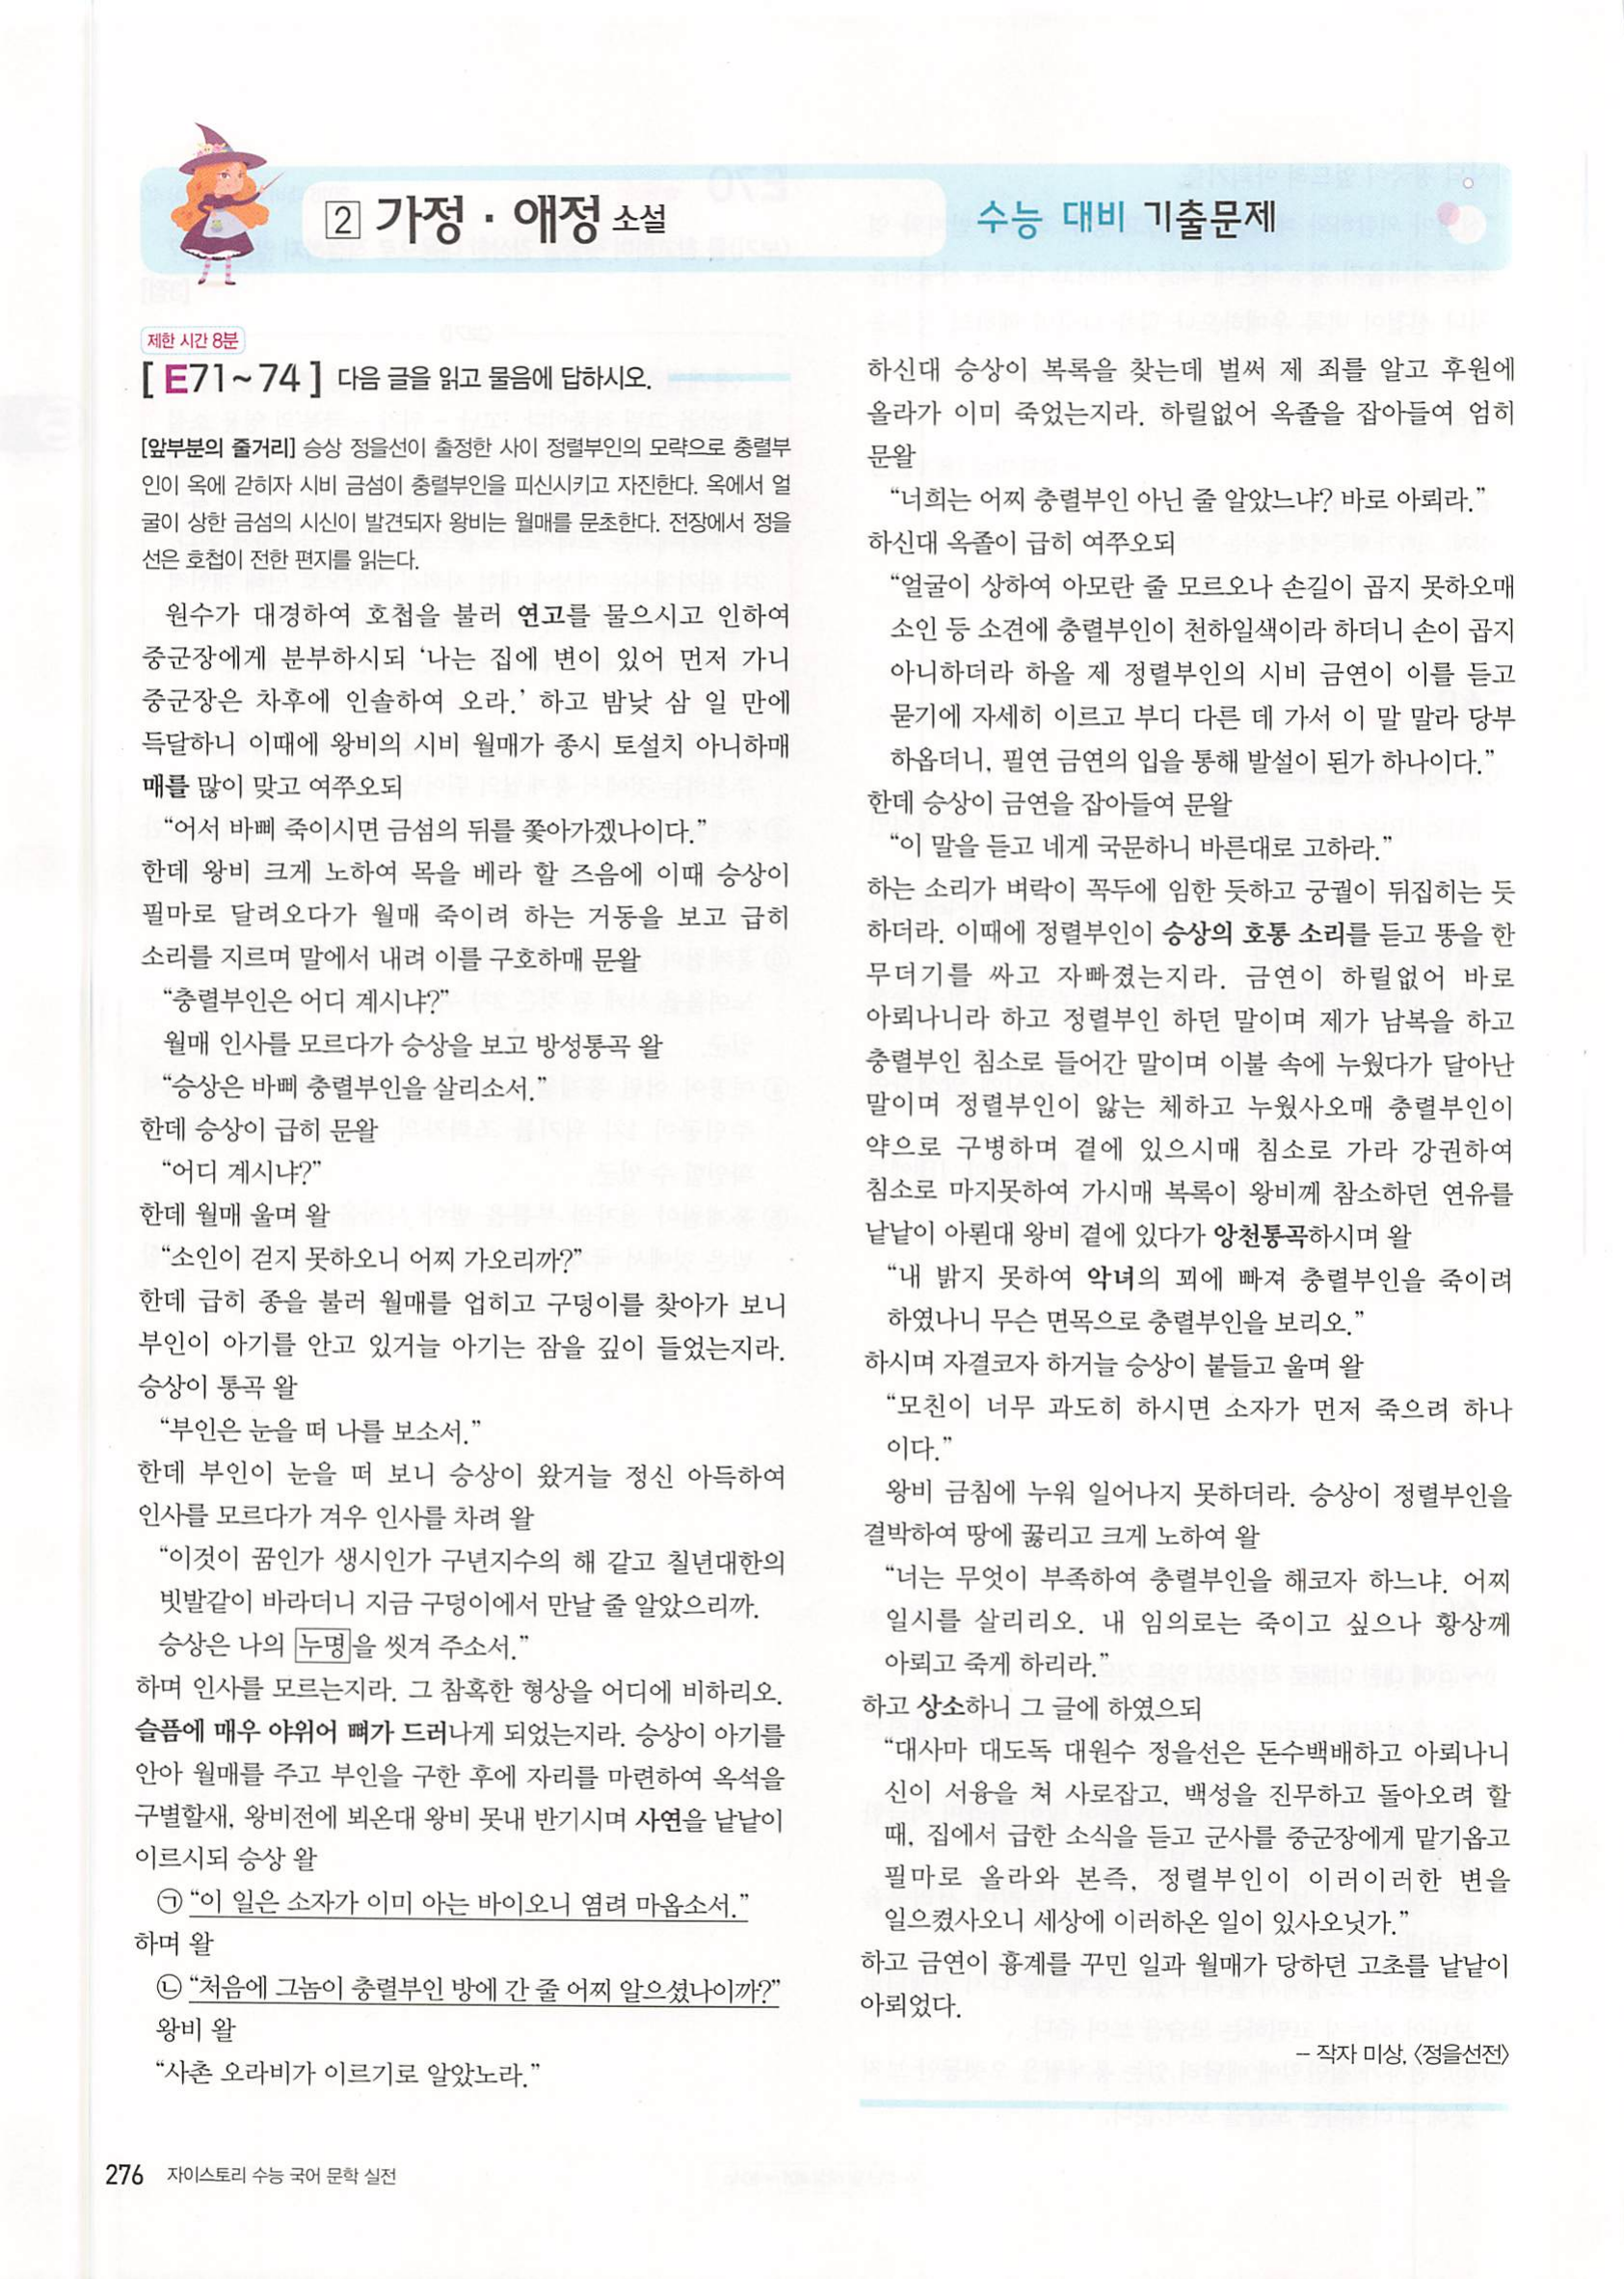 2 가정 · 애정 소설
수능 대비 기출문제
제한 시간 8분
[ E71~74 ] 다음 글을 읽고 물음에 답하시오.
[앞부분의 줄거리] 승상 정을선이 출정한 사이 정렬부인의 모략으로 충렬부
인이 옥에 갇히자 시비 금섬이 충렬부인을 피신시키고 자진한다. 옥에서 얼
굴이 상한 금섬의 시신이 발견되자 왕비는 월매를 문초한다. 전장에서 정을
선은 호첩이 전한 편지를 읽는다.
원수가 대경하여 호첩을 불러 연고를 물으시고 인하여
중군장에게 분부하시되 ‘나는 집에 변이 있어 먼저 가니
중군장은 차후에 인솔하여 오라.’ 하고 밤낮 삼 일 만에
득달하니 이때에 왕비의 시비 월매가 종시 토설치 아니하매
매를 많이 맞고 여쭈오되
“어서 바삐 죽이시면 금섬의 뒤를 쫓아가겠나이다.”
한데 왕비 크게 노하여 목을 베라 할 즈음에 이때 승상이
필마로 달려오다가 월매 죽이려 하는 거동을 보고 급히
소리를 지르며 말에서 내려 이를 구호하매 문왈
“충렬부인은 어디 계시냐?”
월매 인사를 모르다가 승상을 보고 방성통곡 왈
“승상은 바삐 충렬부인을 살리소서.”
한데 승상이 급히 문왈
“어디 계시냐?”
한데 월매 울며 왈
“소인이 걷지 못하오니 어찌 가오리까?”
한데 급히 종을 불러 월매를 업히고 구덩이를 찾아가 보니
부인이 아기를 안고 있거늘 아기는 잠을 깊이 들었는지라.
승상이 통곡 왈
“부인은 눈을 떠 나를 보소서.”
한데 부인이 눈을 떠 보니 승상이 왔거늘 정신 아득하여
인사를 모르다가 겨우 인사를 차려 왈
“이것이 꿈인가 생시인가 구년지수의 해 같고 칠년대한의
빗발같이 바라더니 지금 구덩이에서 만날 줄 알았으리까.
승상은 나의 누명을 씻겨 주소서.”
하며 인사를 모르는지라. 그 참혹한 형상을 어디에 비하리오.
슬픔에 매우 야위어 뼈가 드러나게 되었는지라. 승상이 아기를
안아 월매를 주고 부인을 구한 후에 자리를 마련하여 옥석을
구별할새, 왕비전에 뵈온대 왕비 못내 반기시며 사연을 낱낱이
이르시되 승상 왈
㉠ “이 일은 소자가 이미 아는 바이오니 염려 마옵소서.”
하며 왈
㉡ “처음에 그놈이 충렬부인 방에 간 줄 어찌 알으셨나이까?”
왕비 왈
“사촌 오라비가 이르기로 알았노라.”
하신대 승상이 복록을 찾는데 벌써 제 죄를 알고 후원에
올라가 이미 죽었는지라. 하릴없어 옥졸을 잡아들여 엄히
문왈
“너희는 어찌 충렬부인 아닌 줄 알았느냐? 바로 아뢰라.”
하신대 옥졸이 급히 여쭈오되
“얼굴이 상하여 아모란 줄 모르오나 손길이 곱지 못하오매
소인 등 소견에 충렬부인이 천하일색이라 하더니 손이 곱지
아니하더라 하올 제 정렬부인의 시비 금연이 이를 듣고
묻기에 자세히 이르고 부디 다른 데 가서 이 말 말라 당부
하옵더니, 필연 금연의 입을 통해 발설이 된가 하나이다.”
한데 승상이 금연을 잡아들여 문왈
“이 말을 듣고 네게 국문하니 바른대로 고하라.”
하는 소리가 벼락이 꼭두에 임한 듯하고 궁궐이 뒤집히는 듯
하더라. 이때에 정렬부인이 승상의 호통 소리를 듣고 똥을 한
무더기를 싸고 자빠졌는지라. 금연이 하릴없어 바로
아뢰나니라 하고 정렬부인 하던 말이며 제가 남복을 하고
충렬부인 침소로 들어간 말이며 이불 속에 누웠다가 달아난
말이며 정렬부인이 앓는 체하고 누웠사오매 충렬부인이
약으로 구병하며 곁에 있으시매 침소로 가라 강권하여
침소로 마지못하여 가시매 복록이 왕비께 참소하던 연유를
낱낱이 아뢴대 왕비 곁에 있다가 앙천통곡하시며 왈
“내 밝지 못하여 악녀의 꾀에 빠져 충렬부인을 죽이려
하였나니 무슨 면목으로 충렬부인을 보리오.”
하시며 자결코자 하거늘 승상이 붙들고 울며 왈
“모친이 너무 과도히 하시면 소자가 먼저 죽으려 하나
이다.”
왕비 금침에 누워 일어나지 못하더라. 승상이 정렬부인을
결박하여 땅에 꿇리고 크게 노하여 왈
“너는 무엇이 부족하여 충렬부인을 해코자 하느냐. 어찌
일시를 살리리오. 내 임의로는 죽이고 싶으나 황상께
아뢰고 죽게 하리라.”
하고 상소하니 그 글에 하였으되
“대사마 대도독 대원수 정을선은 돈수백배하고 아뢰나니
신이 서융을 쳐 사로잡고, 백성을 진무하고 돌아오려 할
때, 집에서 급한 소식을 듣고 군사를 중군장에게 맡기옵고
필마로 올라와 본즉, 정렬부인이 이러이러한 변을
일으켰사오니 세상에 이러하온 일이 있사오닛가.”
하고 금연이 흉계를 꾸민 일과 월매가 당하던 고초를 낱낱이
아뢰었다.
– 작자 미상, 〈정을선전〉
276 자이스토리 수능 국어 문학 실전